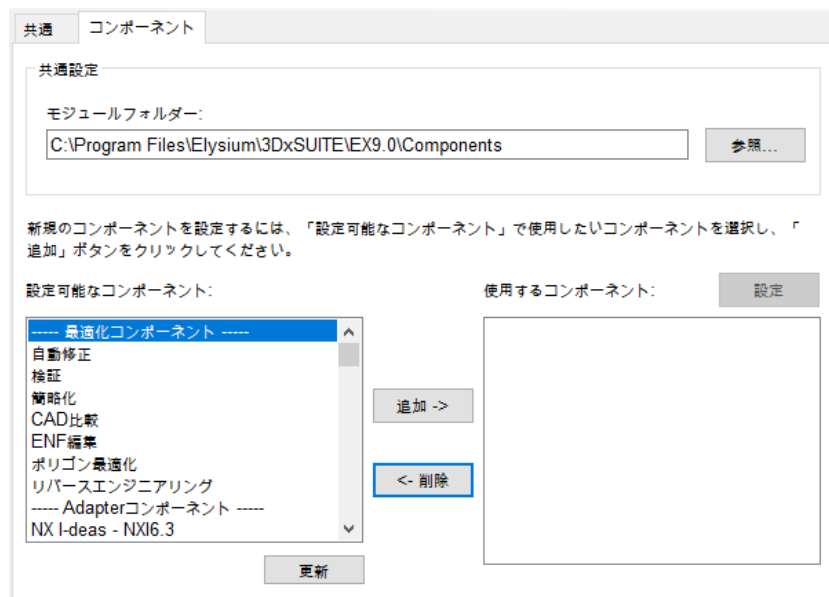 共通 コンポーネント
共通設定
モジュールフォルダー:
C:\Program Files\Elysium\3DxSUITE\EX9.0\Components 参照...
新規のコンポーネントを設定するには、「設定可能なコンポーネント」で使用したいコンポーネントを選択し、「
追加」ボタンをクリックしてください。
設定可能なコンポーネント: 使用するコンポーネント: 設定
----- 最適化コンポーネント -----
自動修正
検証
簡略化
CAD比較
ENF編集
ポリゴン最適化
リバースエンジニアリング
----- Adapterコンポーネント -----
NX I-deas - NXI6.3
追加 ->
<- 削除
更新